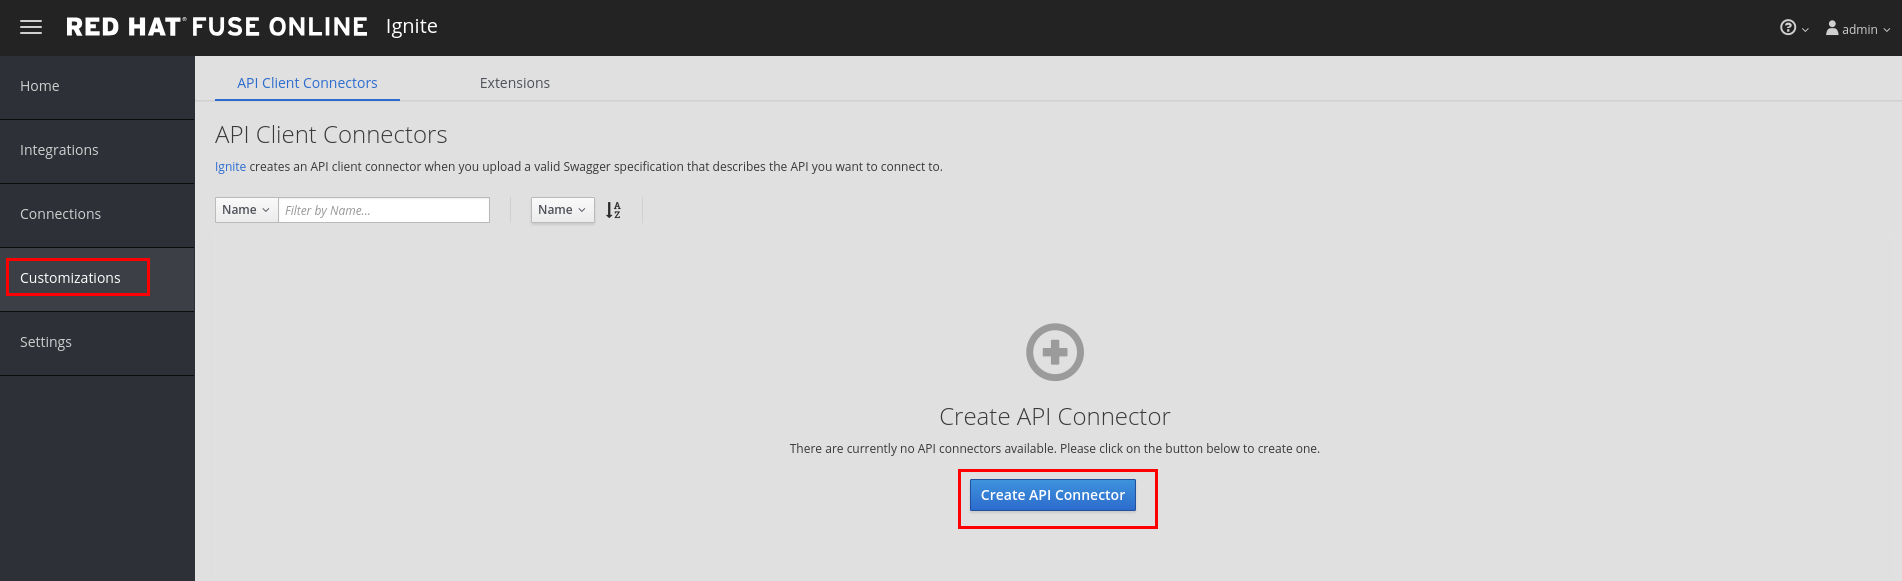 RED HAT® FUSE ONLINE Ignite
admin
Home
Integrations
Connections
Customizations
Settings
API Client Connectors Extensions
API Client Connectors
Ignite creates an API client connector when you upload a valid Swagger specification that describes the API you want to connect to.
Name Filter by Name... Name A Z
Create API Connector
There are currently no API connectors available. Please click on the button below to create one.
Create API Connector